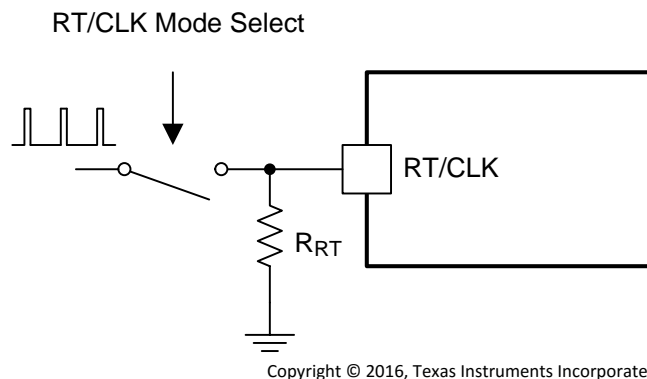 RT/CLK Mode Select
RT/CLK
RRT
Copyright © 2016, Texas Instruments Incorporate